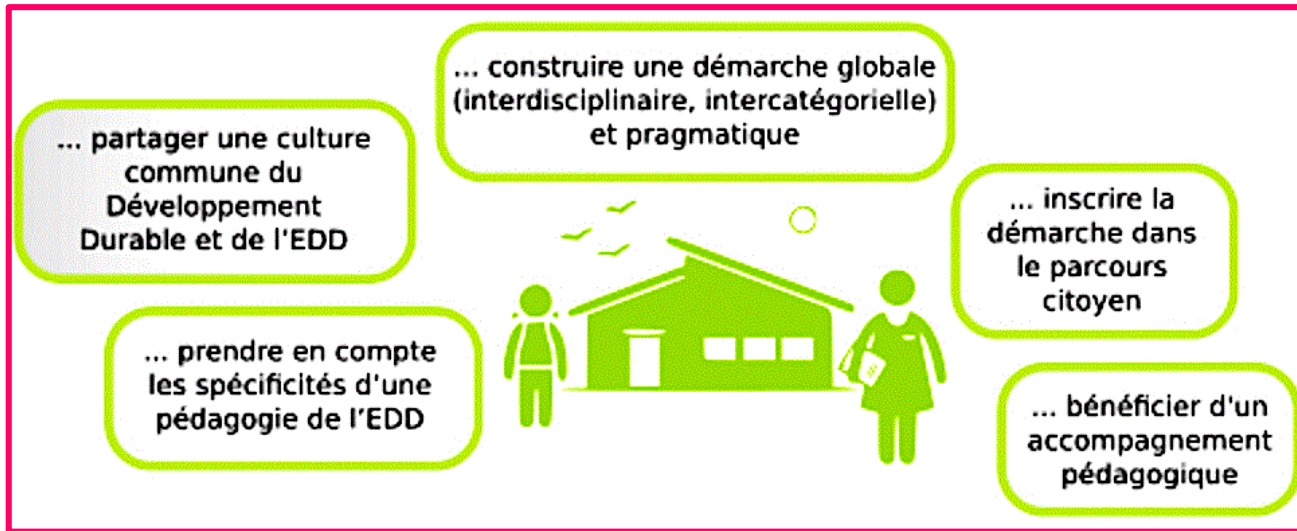 ... construire une démarche globale
(interdisciplinaire, intercatégorielle)
et pragmatique
... partager une culture
commune du
Développement
Durable et de l'EDD
... inscrire la
démarche dans
le parcours
citoyen
... prendre en compte
les spécificités d'une
pédagogie de l'EDD
... bénéficier d'un
accompagnement
pédagogique